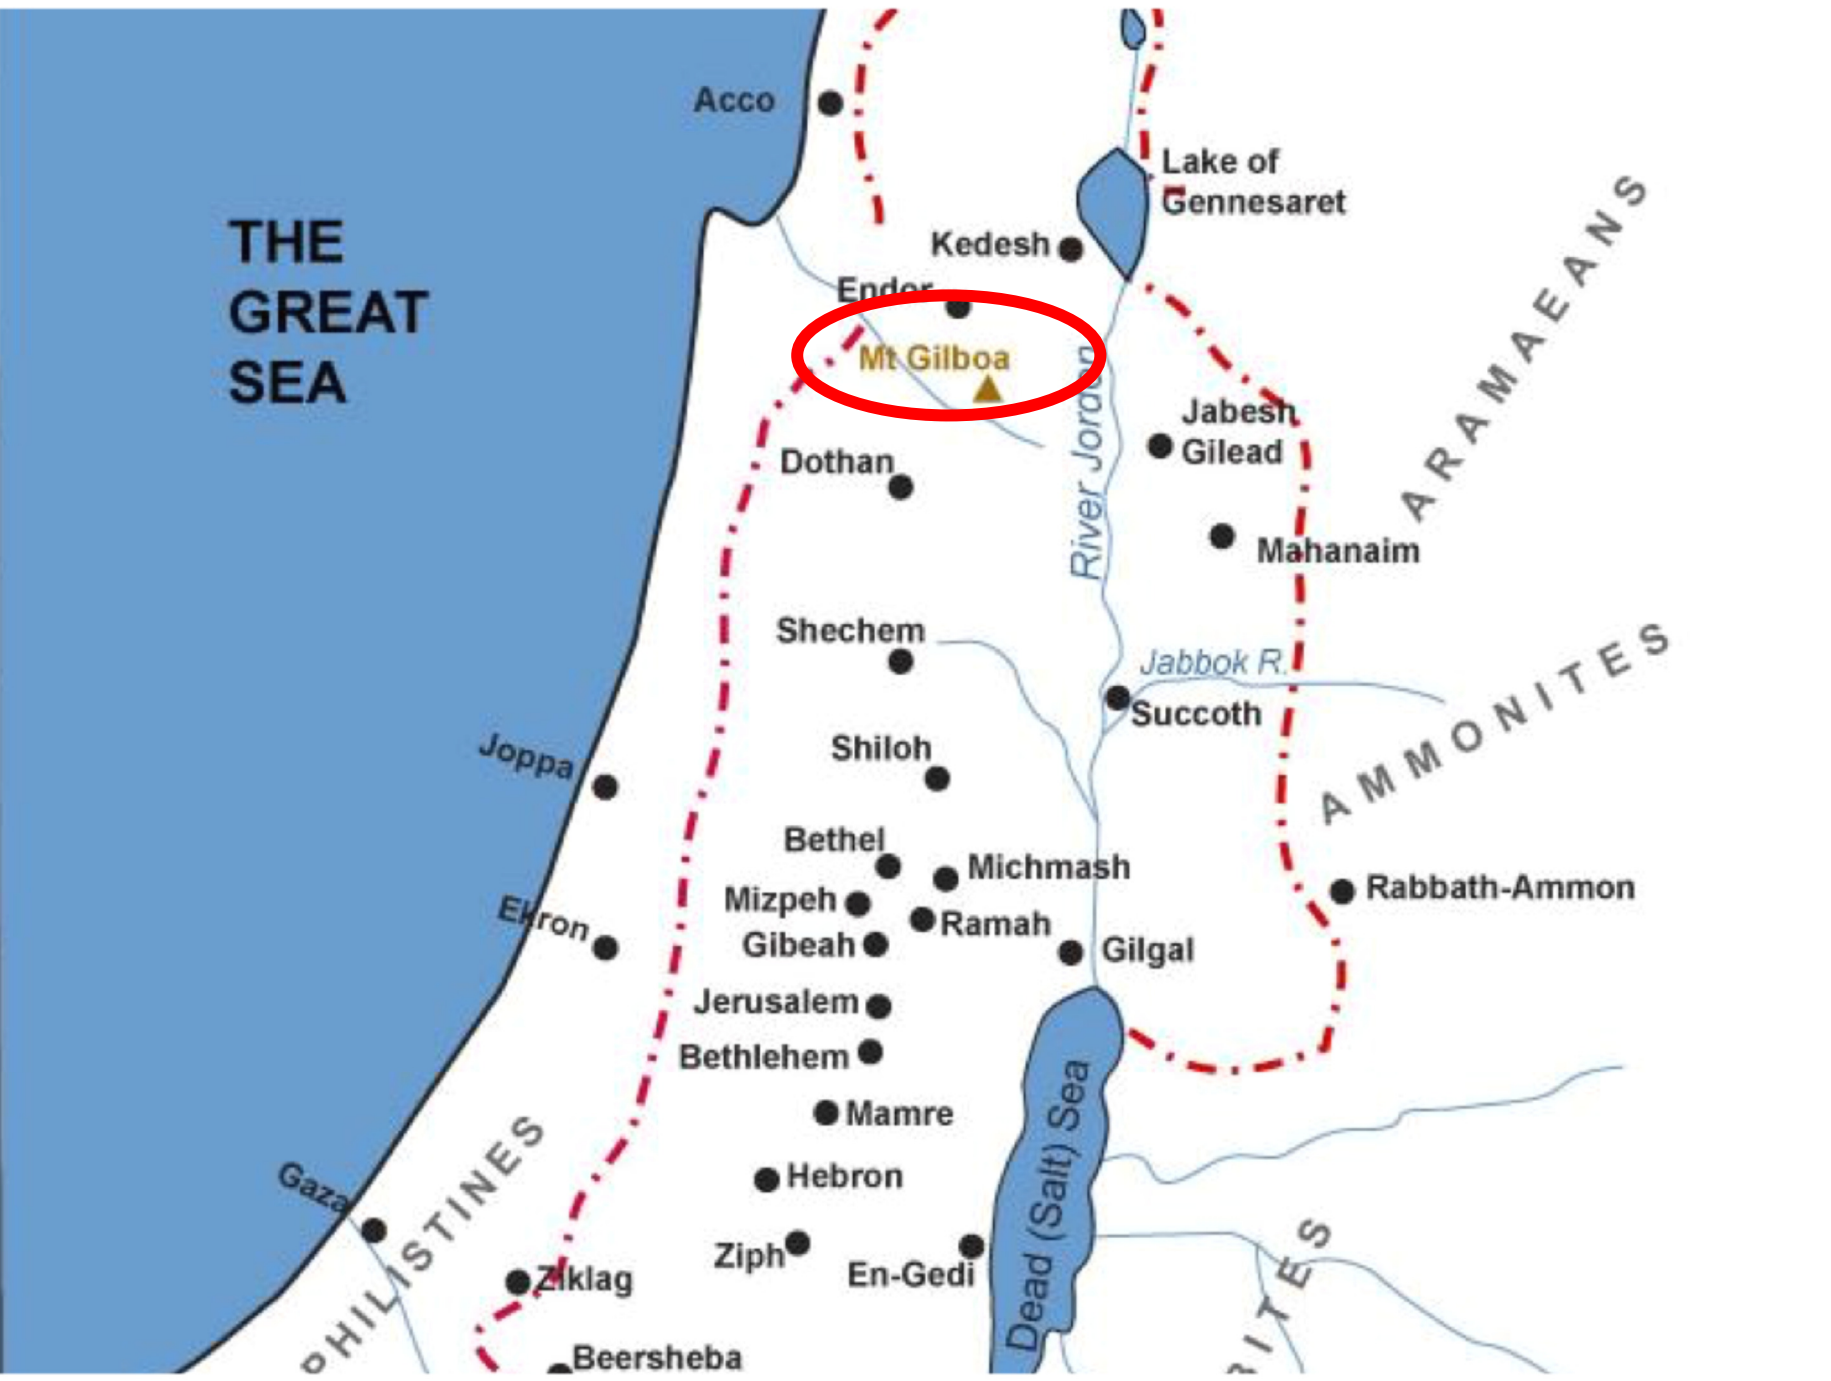 Acco
Lake of
Gennesaret
THE
GREAT
SEA
Kedesh
Endor
Mt Gilboa
River Jordan
ARAMAEANS
Jabesh
Gilead
Dothan
Mahanaim
Shechem
Jabbok R.
Succoth
AMMONITES
Joppa
Shiloh
Bethel
Michmash
Mizpeh
Rabbath-Ammon
Ekron
Ramah
Gibeah
Gilgal
Jerusalem
Bethlehem
Mamre
Dead (Salt) Sea
Hebron
Gaza
PHILISTINES
Ziph
En-Gedi
Ziklag
Beersheba
BITES